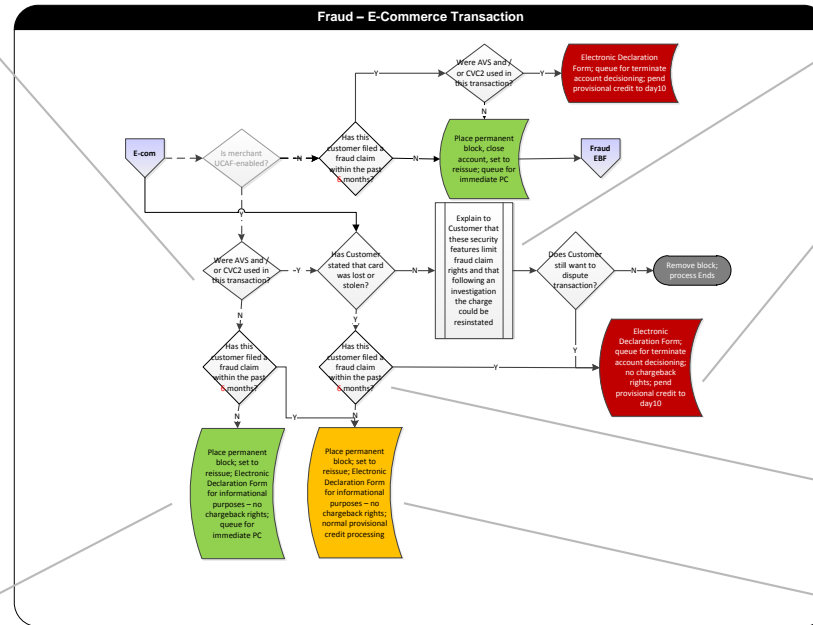 Fraud – E-Commerce Transaction
Were AVS and /
or CVC2 used in
this transaction?
Y
Y
N
Electronic Declaration
Form; queue for terminate
account decisioning; pend
provisional credit to day10
E-com
Is merchant
UCAF-enabled?
N
Has this
customer filed a
fraud claim
within the past
6 months?
N
Place permanent
block, close
account, set to
reissue; queue for
immediate PC
Fraud
EBF
Y
Were AVS and /
or CVC2 used in
this transaction?
Y
Has Customer
stated that card
was lost or
stolen?
N
Explain to
Customer that
these security
features limit
fraud claim
rights and that
following an
investigation
the charge
could be
resinstated
Does Customer
still want to
dispute
transaction?
N
Remove block;
process Ends
N
Y
Y
Has this
customer filed a
fraud claim
within the past
6 months?
Has this
customer filed a
fraud claim
within the past
6 months?
Y
Electronic
Declaration Form;
queue for terminate
account decisioning;
no chargeback
rights; pend
provisional credit to
day10
N
Y
N
Place permanent
block; set to
reissue; Electronic
Declaration Form
for informational
purposes – no
chargeback rights;
queue for
immediate PC
Place permanent
block; set to
reissue; Electronic
Declaration Form
for informational
purposes – no
chargeback rights;
normal provisional
credit processing